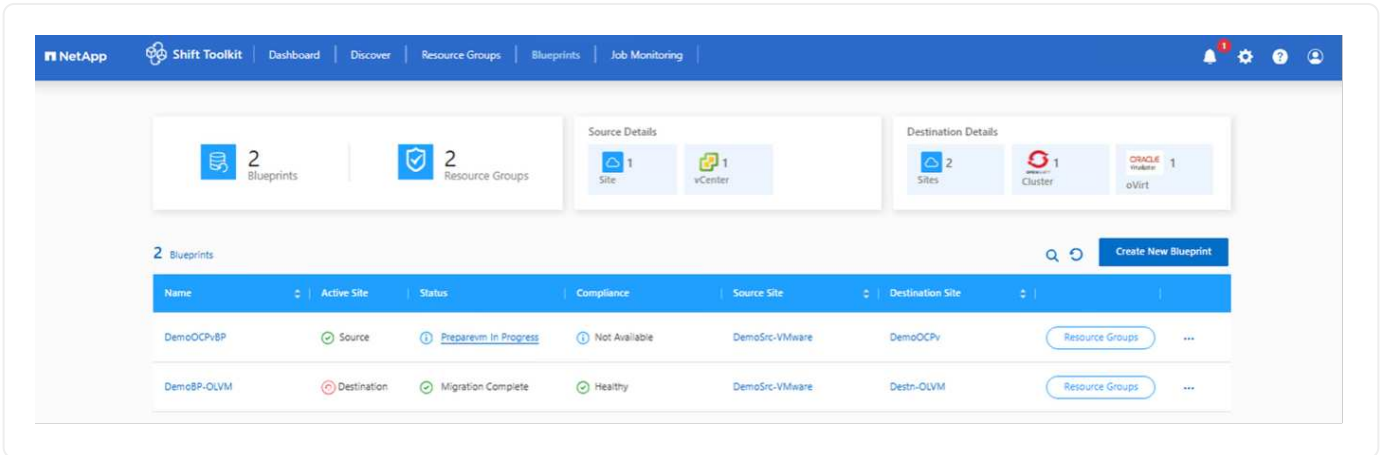 NetApp Shift Toolkit Dashboard Discover Resource Groups Blueprints Job Monitoring 1 ?
Source Details
Destination Details
2 Blueprints
2 Resource Groups
1 Site
1 vCenter
2 Sites
1 Cluster
ORACLE 1 oVirt
2 Blueprints
Create New Blueprint
Name Active Site Status Compliance Source Site Destination Site
DemoOCPvBP Source Preparevm In Progress Not Available DemoSrc-VMware DemoOCPv Resource Groups ...
DemoBP-OLVM Destination Migration Complete Healthy DemoSrc-VMware Destn-OLVM Resource Groups ...